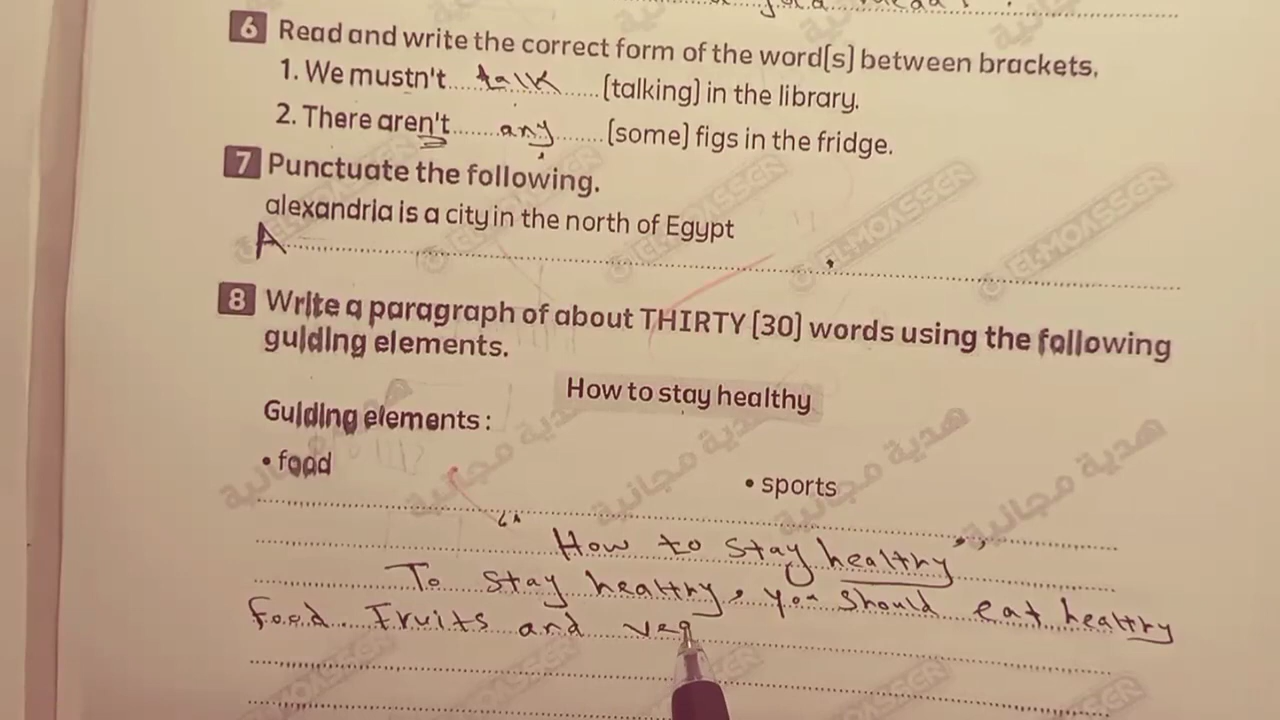 6 Read and write the correct form of the word[s] between brackets.
1. We mustn't talk [talking] in the library.
2. There aren't any [some] figs in the fridge.
7 Punctuate the following.
alexandria is a city in the north of Egypt
A .
8 Write a paragraph of about THIRTY [30] words using the following
guiding elements.
How to stay healthy
Guiding elements :
• food
• sports
"How to stay healthy"
To stay healthy, you should eat healthy
food. Fruits and veg
ELMOASSER
هدية مجانية